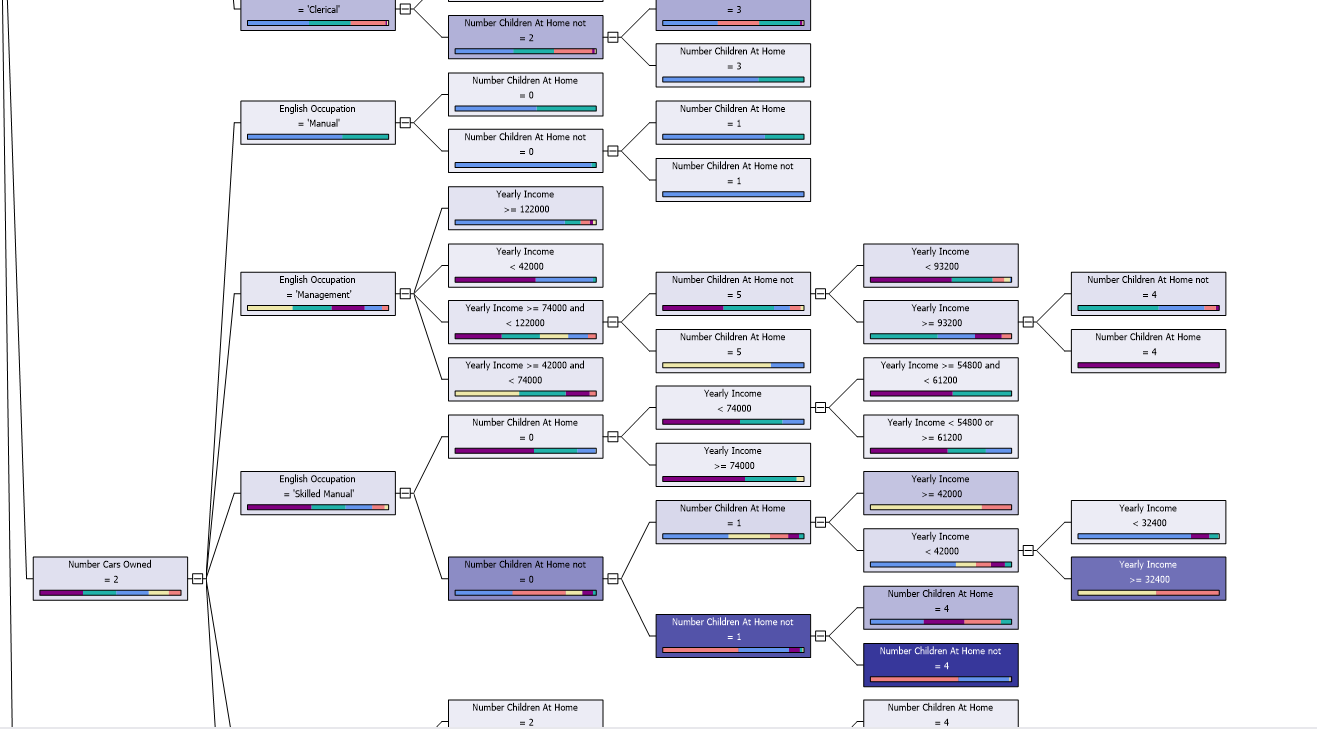 = 'Clerical'
Number Children At Home not
= 2
= 3
Number Children At Home
= 3
English Occupation
= 'Manual'
Number Children At Home
= 0
Number Children At Home not
= 0
Number Children At Home
= 1
Number Children At Home not
= 1
English Occupation
= 'Management'
Yearly Income
>= 122000
Yearly Income
< 42000
Yearly Income >= 74000 and
< 122000
Yearly Income >= 42000 and
< 74000
Number Children At Home not
= 5
Number Children At Home
= 5
Yearly Income
< 93200
Yearly Income
>= 93200
Number Children At Home not
= 4
Number Children At Home
= 4
English Occupation
= 'Skilled Manual'
Number Children At Home
= 0
Yearly Income
< 74000
Yearly Income
>= 74000
Yearly Income >= 54800 and
< 61200
Yearly Income < 54800 or
>= 61200
Number Children At Home not
= 0
Number Children At Home
= 1
Yearly Income
>= 42000
Yearly Income
< 42000
Yearly Income
< 32400
Yearly Income
>= 32400
Number Children At Home not
= 1
Number Children At Home
= 4
Number Children At Home not
= 4
Number Cars Owned
= 2
Number Children At Home
= 2
Number Children At Home
= 4